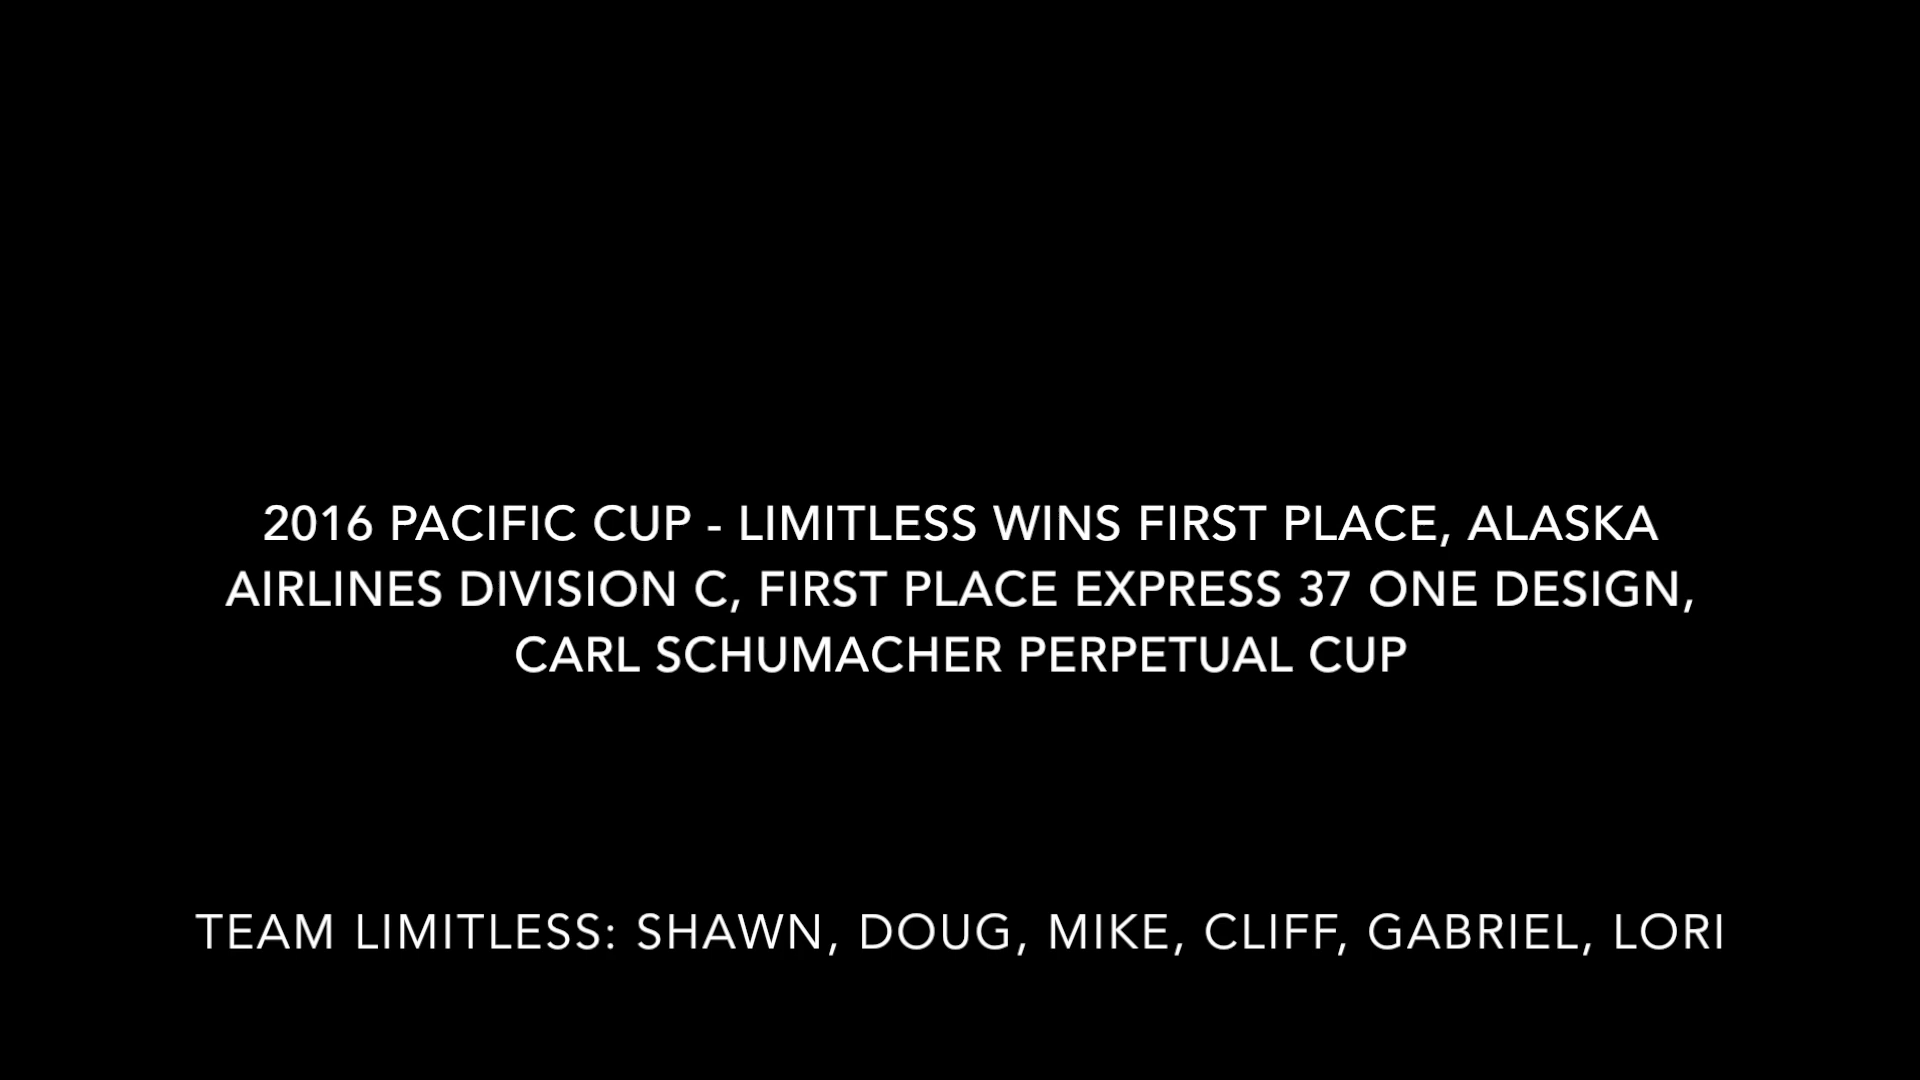 2016 PACIFIC CUP - LIMITLESS WINS FIRST PLACE, ALASKA
AIRLINES DIVISION C, FIRST PLACE EXPRESS 37 ONE DESIGN,
CARL SCHUMACHER PERPETUAL CUP
TEAM LIMITLESS: SHAWN, DOUG, MIKE, CLIFF, GABRIEL, LORI